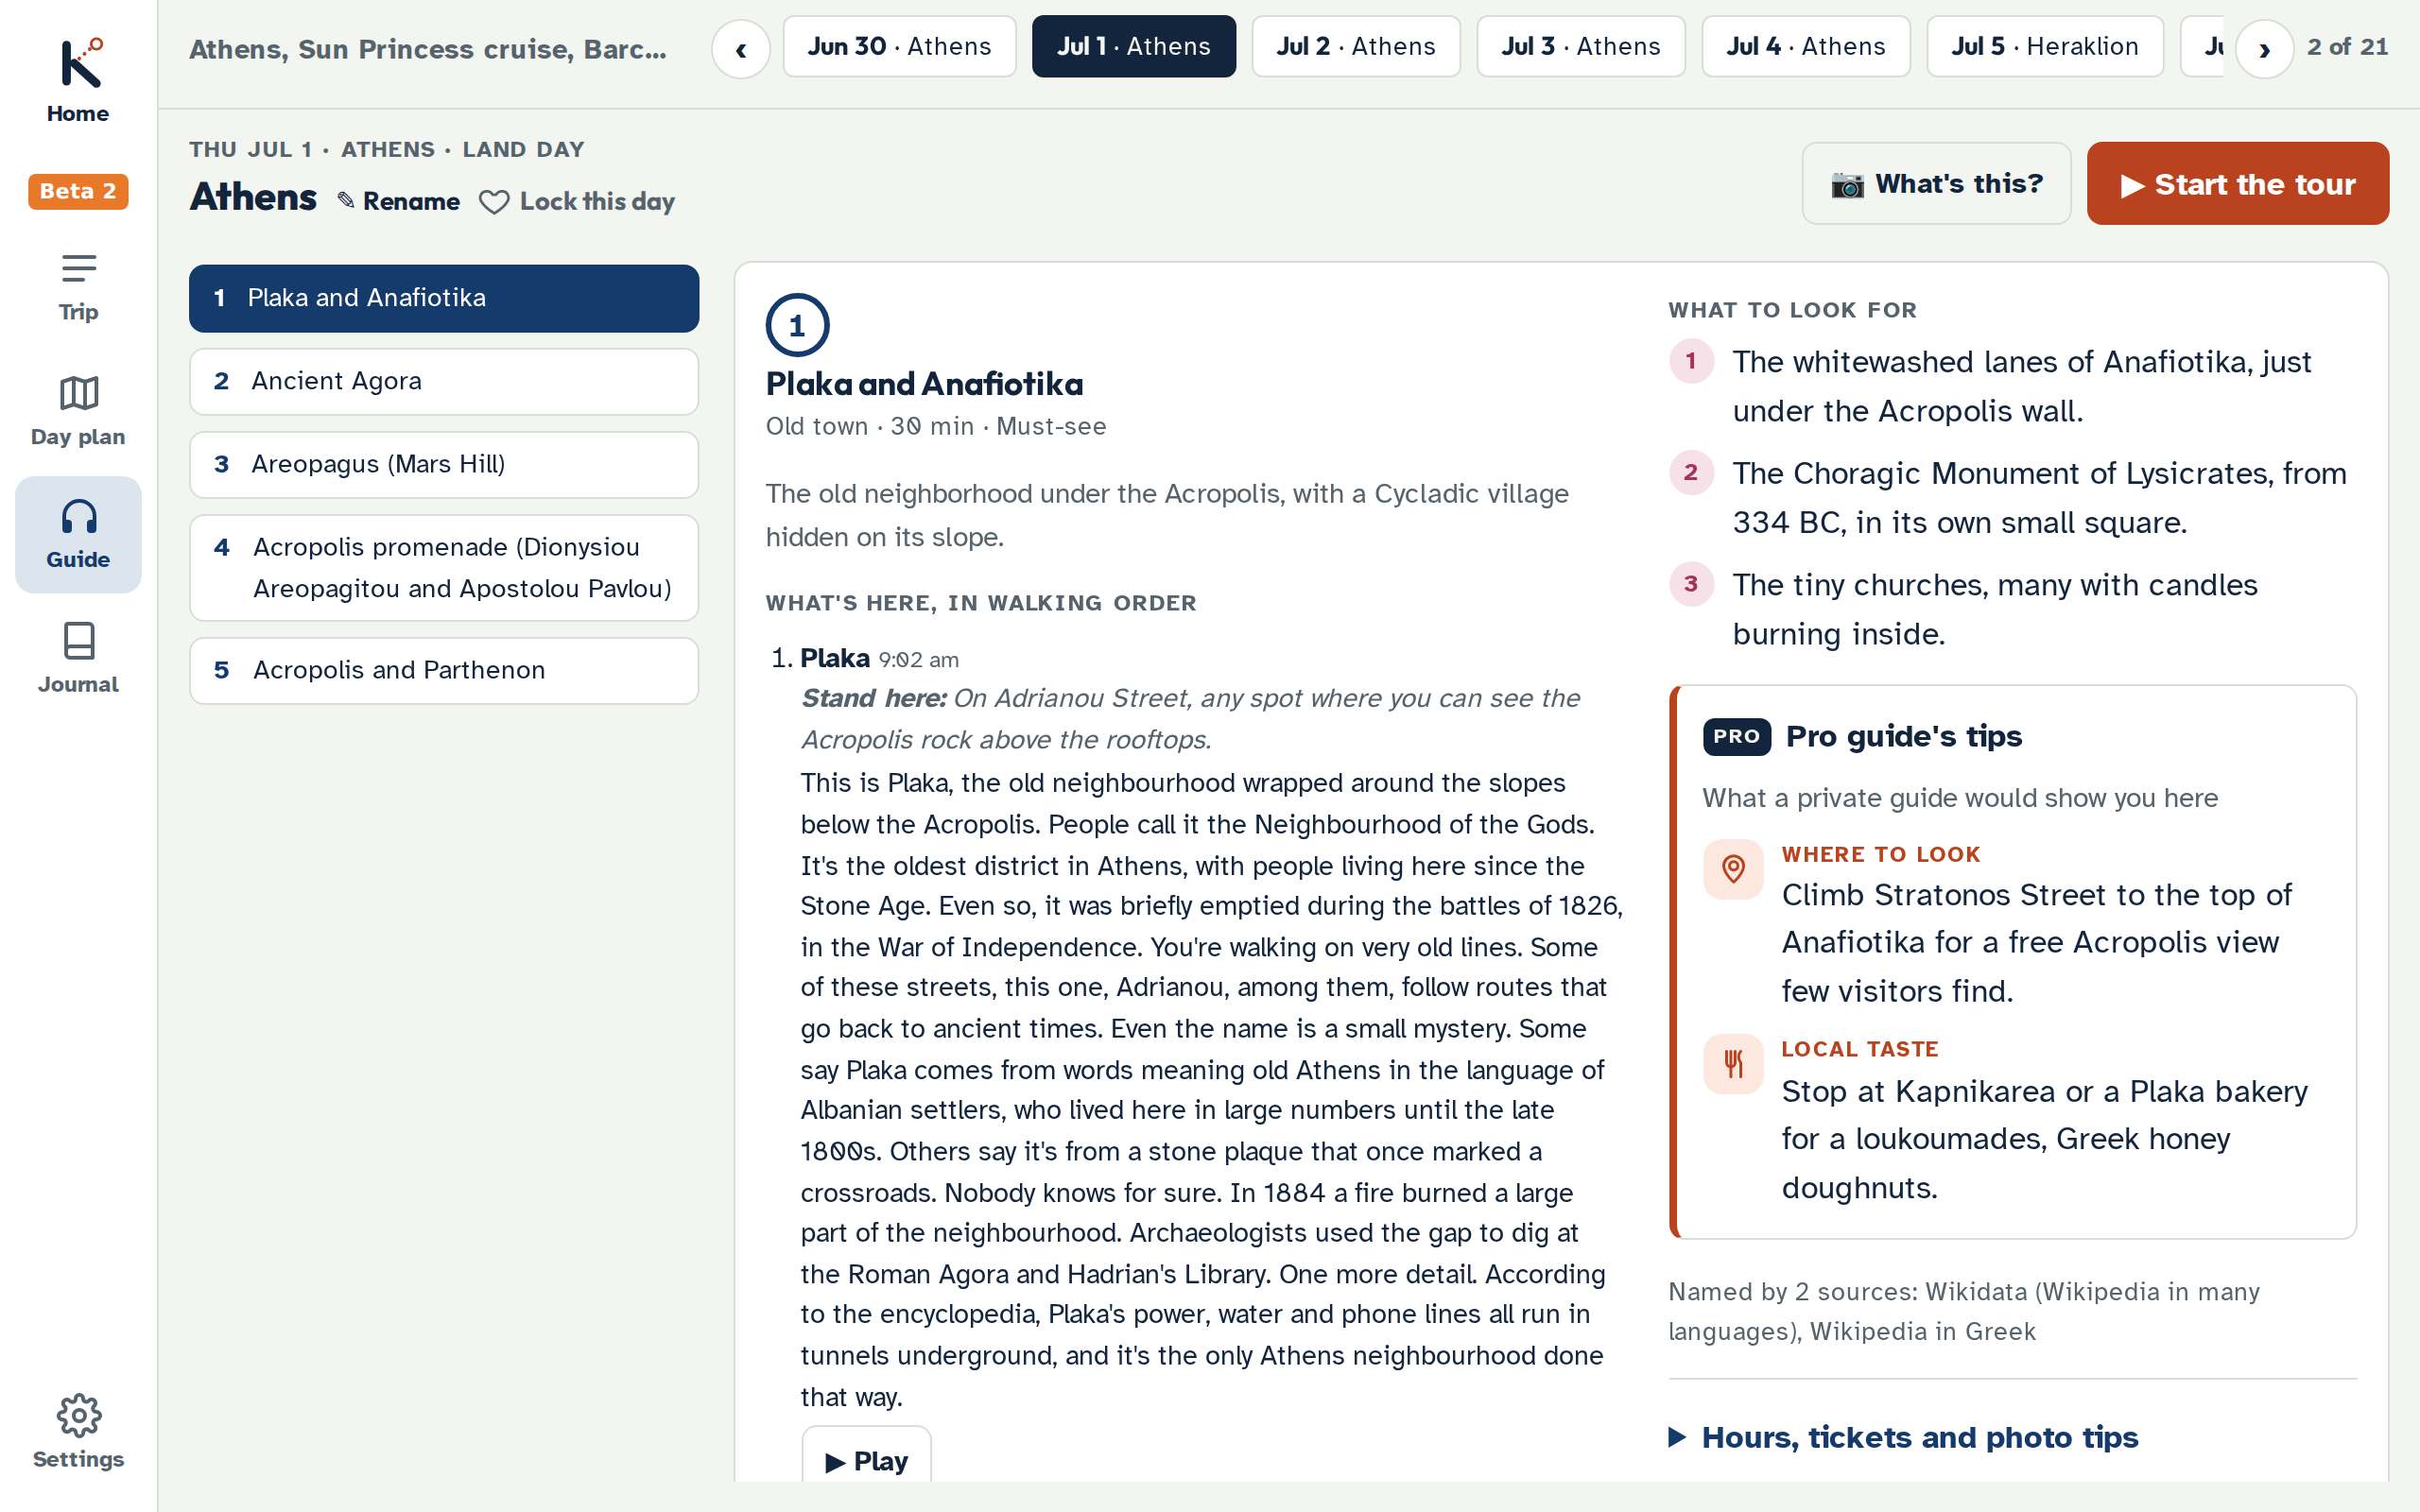 Home
Beta 2
Trip
Day plan
Guide
Journal
Settings
Athens, Sun Princess cruise, Barc...
‹
Jun 30 · Athens
Jul 1 · Athens
Jul 2 · Athens
Jul 3 · Athens
Jul 4 · Athens
Jul 5 · Heraklion
›
2 of 21
THU JUL 1 · ATHENS · LAND DAY
Athens ✎ Rename Lock this day
What's this?
▶ Start the tour
1 Plaka and Anafiotika
2 Ancient Agora
3 Areopagus (Mars Hill)
4 Acropolis promenade (Dionysiou
Areopagitou and Apostolou Pavlou)
5 Acropolis and Parthenon
1
Plaka and Anafiotika
Old town · 30 min · Must-see
The old neighborhood under the Acropolis, with a Cycladic village
hidden on its slope.
WHAT'S HERE, IN WALKING ORDER
1. Plaka 9:02 am
Stand here: On Adrianou Street, any spot where you can see the
Acropolis rock above the rooftops.
This is Plaka, the old neighbourhood wrapped around the slopes
below the Acropolis. People call it the Neighbourhood of the Gods.
It's the oldest district in Athens, with people living here since the
Stone Age. Even so, it was briefly emptied during the battles of 1826,
in the War of Independence. You're walking on very old lines. Some
of these streets, this one, Adrianou, among them, follow routes that
go back to ancient times. Even the name is a small mystery. Some
say Plaka comes from words meaning old Athens in the language of
Albanian settlers, who lived here in large numbers until the late
1800s. Others say it's from a stone plaque that once marked a
crossroads. Nobody knows for sure. In 1884 a fire burned a large
part of the neighbourhood. Archaeologists used the gap to dig at
the Roman Agora and Hadrian's Library. One more detail. According
to the encyclopedia, Plaka's power, water and phone lines all run in
tunnels underground, and it's the only Athens neighbourhood done
that way.
▶ Play
WHAT TO LOOK FOR
1 The whitewashed lanes of Anafiotika, just
under the Acropolis wall.
2 The Choragic Monument of Lysicrates, from
334 BC, in its own small square.
3 The tiny churches, many with candles
burning inside.
PRO Pro guide's tips
What a private guide would show you here
WHERE TO LOOK
Climb Stratonos Street to the top of
Anafiotika for a free Acropolis view
few visitors find.
LOCAL TASTE
Stop at Kapnikarea or a Plaka bakery
for a loukoumades, Greek honey
doughnuts.
Named by 2 sources: Wikidata (Wikipedia in many
languages), Wikipedia in Greek
▶ Hours, tickets and photo tips